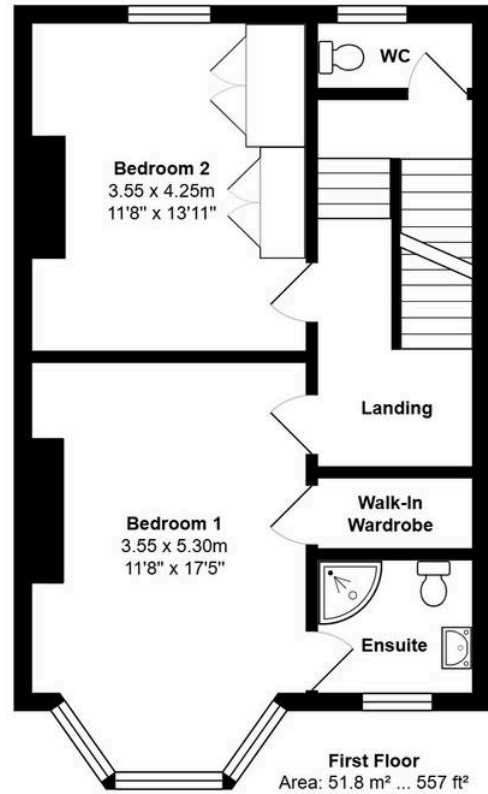 WC
Bedroom 2
3.55 x 4.25m
11'8" x 13'11"
Landing
Walk-In
Wardrobe
Bedroom 1
3.55 x 5.30m
11'8" x 17'5"
Ensuite
First Floor
Area: 51.8 m² ... 557 ft²